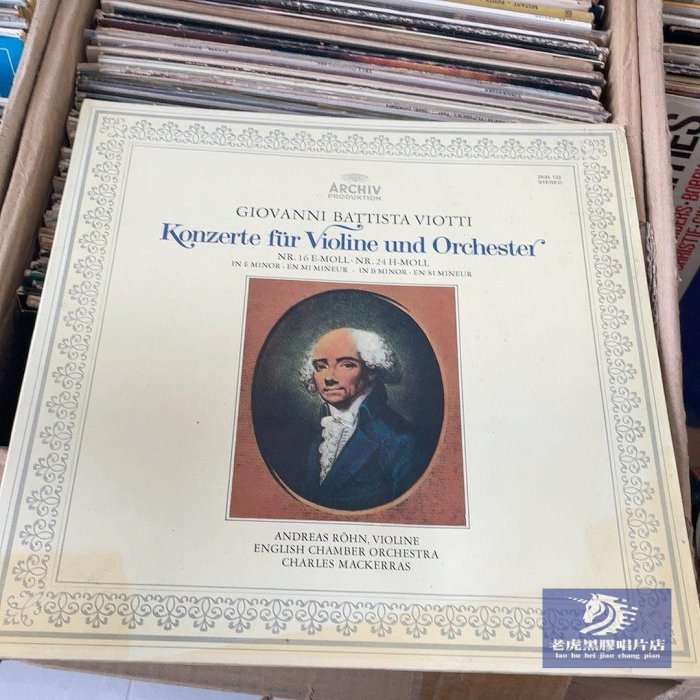 ARCHIV
PRODUKTION
2533 122
STEREO
GIOVANNI BATTISTA VIOTTI
Konzerte für Violine und Orchester
NR. 16 E-MOLL · NR. 24 H-MOLL
IN E MINOR · EN MI MINEUR · IN B MINOR · EN SI MINEUR
ANDREAS RÖHN, VIOLINE
ENGLISH CHAMBER ORCHESTRA
CHARLES MACKERRAS
老虎黑膠唱片店
lao hu hei jiao chang pian